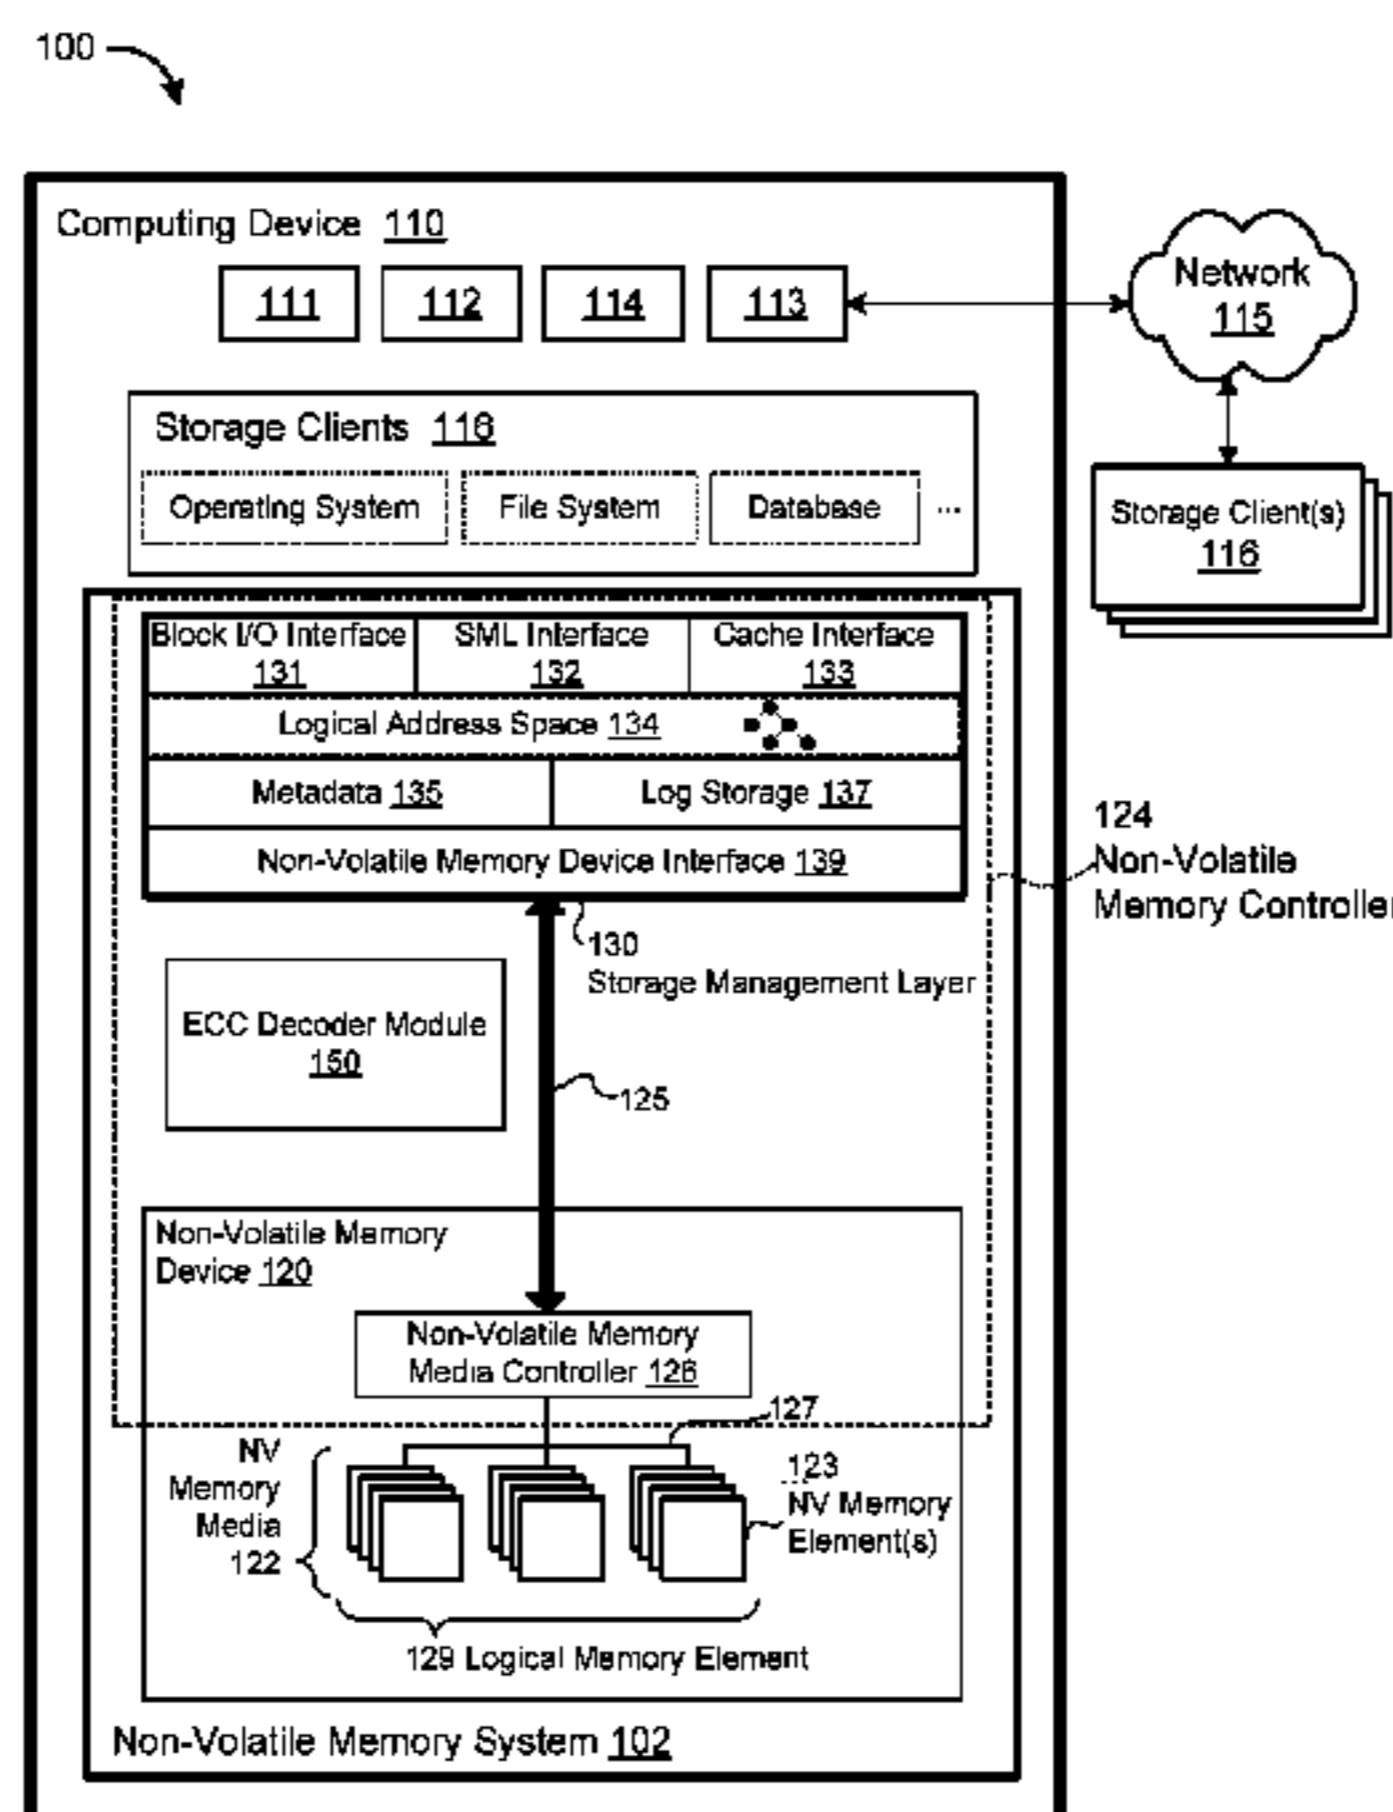 100
Computing Device 110
111 112 114 113
Network
115
Storage Clients 116
Operating System File System Database ...
Storage Client(s)
116
Block I/O Interface
131
SML Interface
132
Cache Interface
133
Logical Address Space 134
Metadata 135 Log Storage 137
Non-Volatile Memory Device Interface 139
124
Non-Volatile
Memory Controller
130
Storage Management Layer
ECC Decoder Module
150
125
Non-Volatile Memory
Device 120
Non-Volatile Memory
Media Controller 126
127
NV
Memory
Media
122
123
NV Memory
Element(s)
129 Logical Memory Element
Non-Volatile Memory System 102